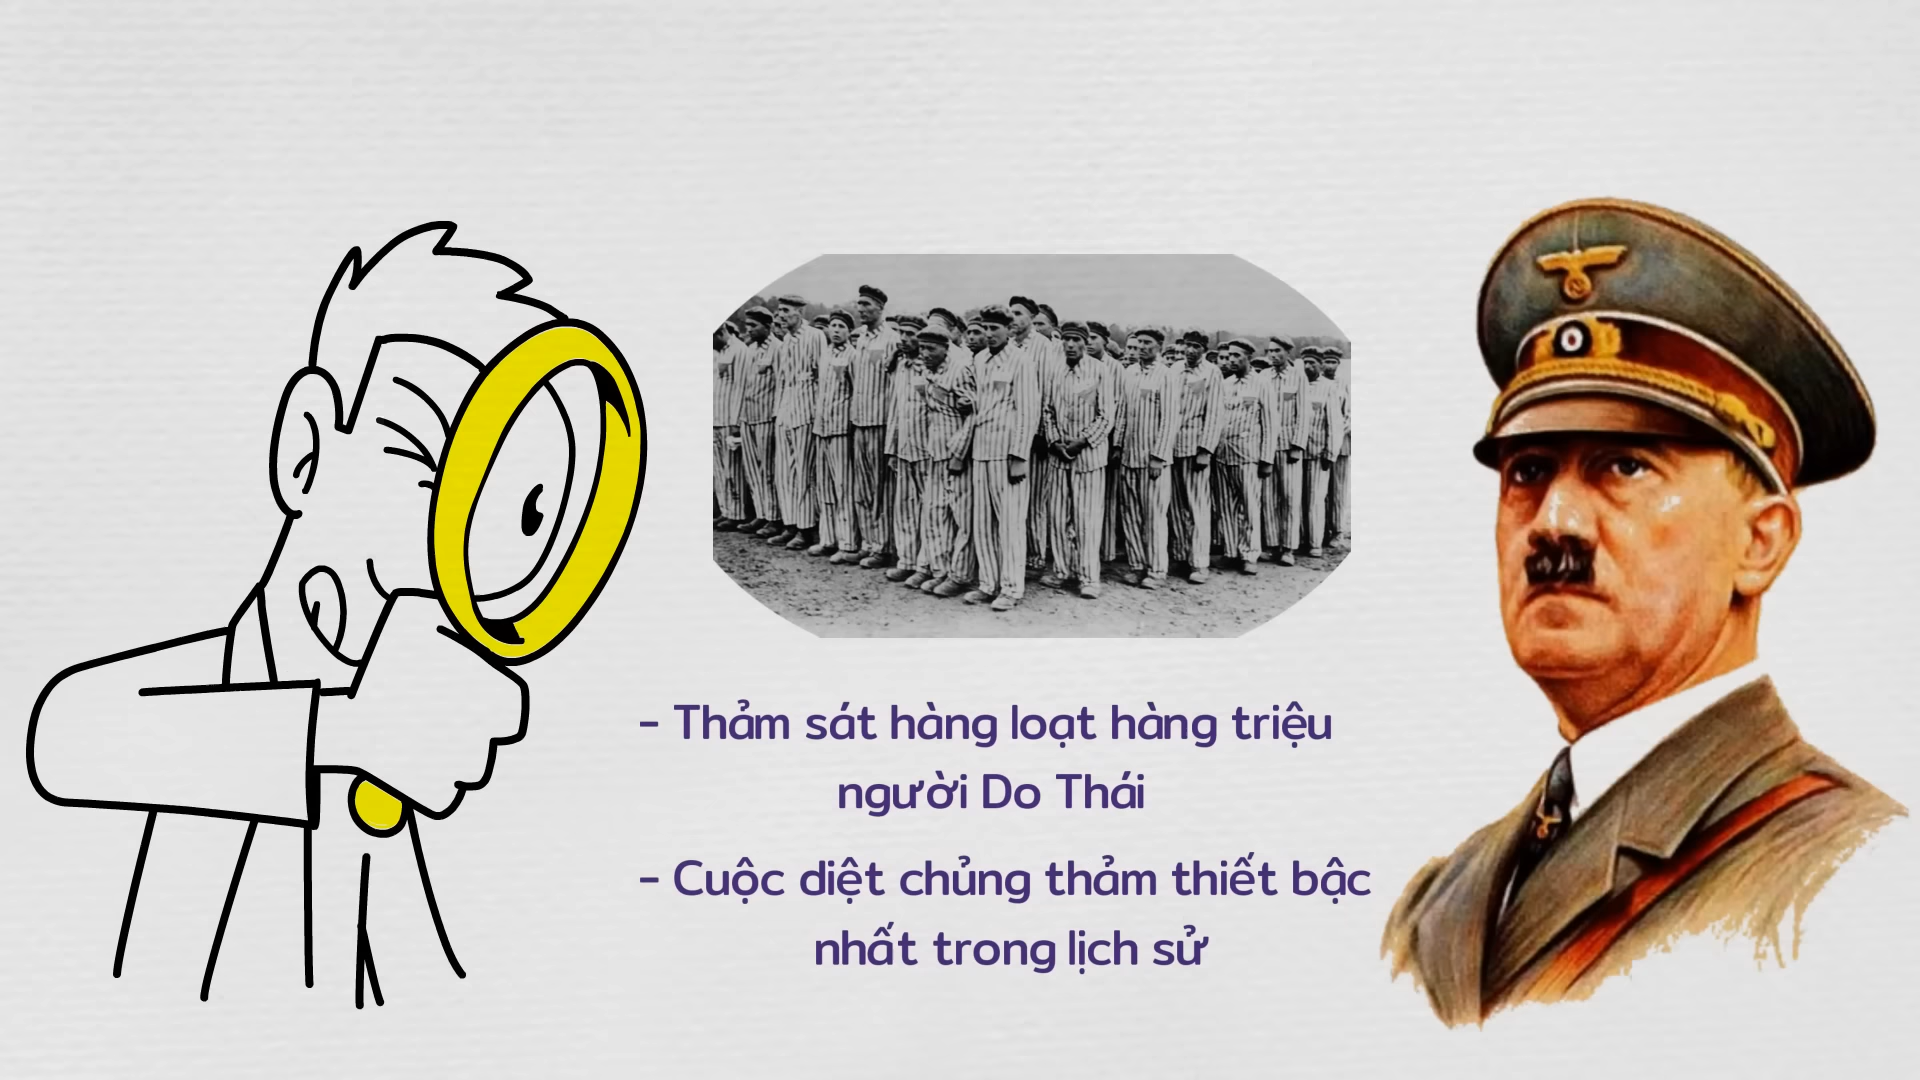 - Thảm sát hàng loạt hàng triệu
người Do Thái
- Cuộc diệt chủng thảm thiết bậc
nhất trong lịch sử